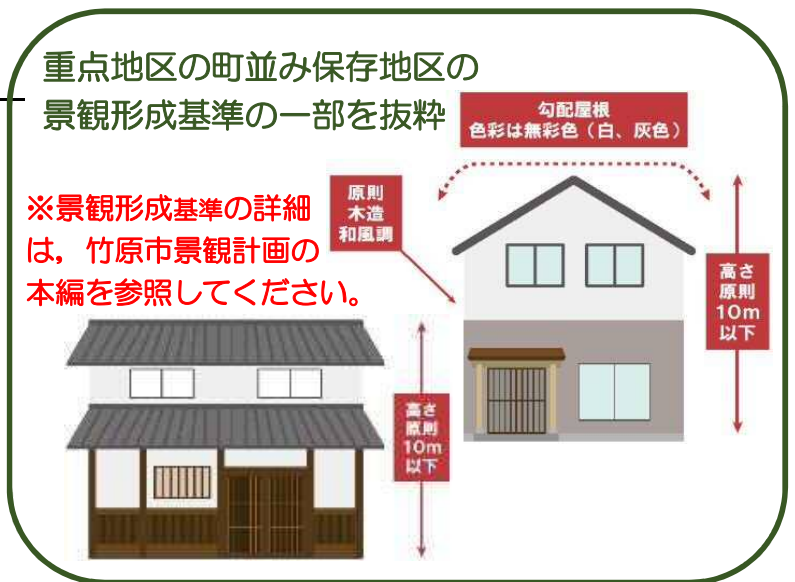 重点地区の町並み保存地区の
景観形成基準の一部を抜粋
勾配屋根
色彩は無彩色（白、灰色）
原則
木造
和風調
※景観形成基準の詳細
は，竹原市景観計画の
本編を参照してください。
高さ
原則
10m
以下
高さ
原則
10m
以下